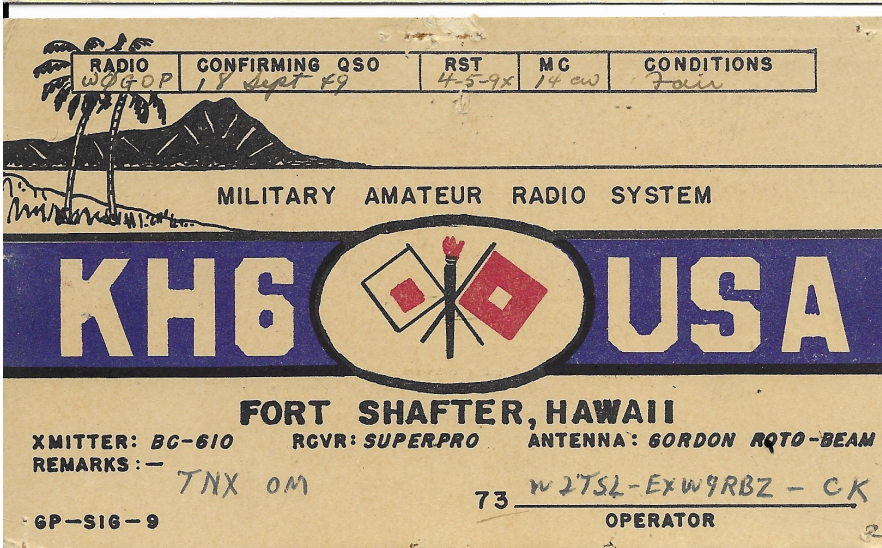 RADIO CONFIRMING QSO RST MC CONDITIONS
WØGOP 18 Sept 49 4-5-9x 14 cw Fair
MILITARY AMATEUR RADIO SYSTEM
KH6 USA
FORT SHAFTER, HAWAII
XMITTER: BC-610 RCVR: SUPERPRO ANTENNA: GORDON ROTO-BEAM
REMARKS:—
TNX OM
73 W2TSL-EXW9RBZ - CK
GP-SIG-9 OPERATOR